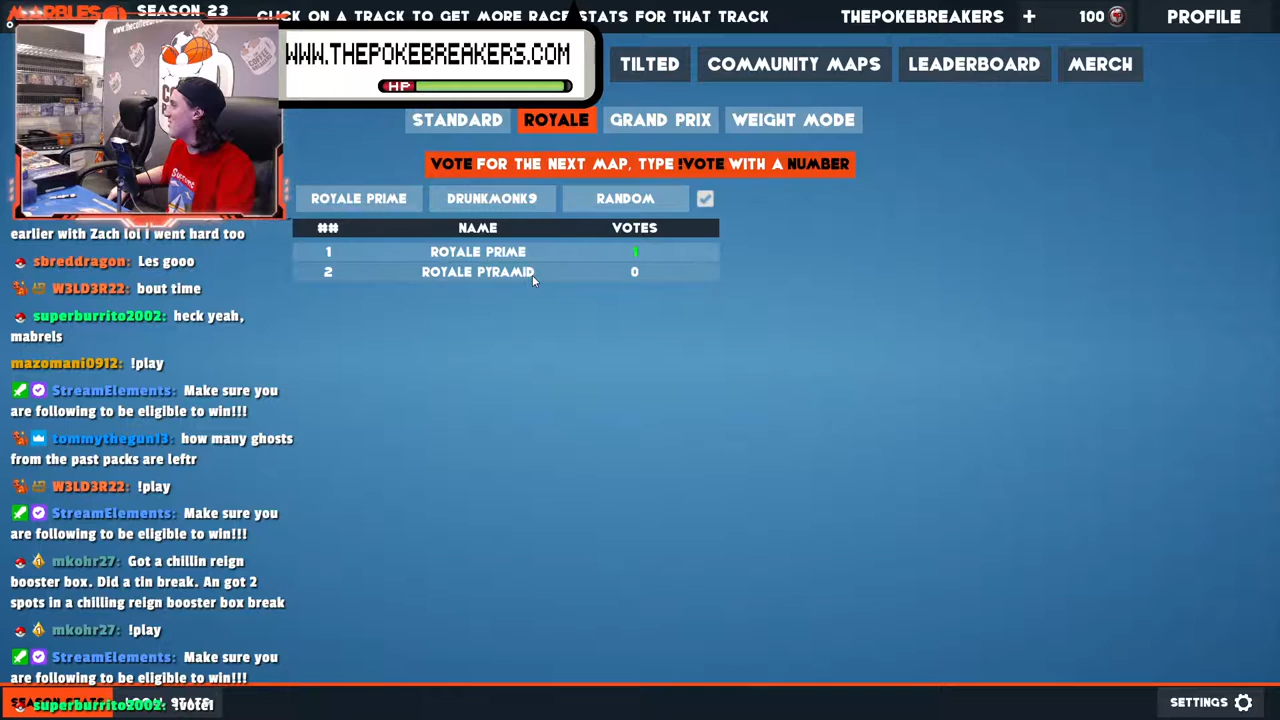 MARBLES SEASON 23
CLICK ON A TRACK TO GET MORE RACE STATS FOR THAT TRACK
THEPOKEBREAKERS +
100
PROFILE
WWW.THEPOKEBREAKERS.COM
HP
TILTED
COMMUNITY MAPS
LEADERBOARD
MERCH
STANDARD
ROYALE
GRAND PRIX
WEIGHT MODE
VOTE FOR THE NEXT MAP, TYPE !VOTE WITH A NUMBER
ROYALE PRIME
DRUNKMONK9
RANDOM
## NAME VOTES
1 ROYALE PRIME 1
2 ROYALE PYRAMID 0
earlier with Zach lol I went hard too
sbreddragon: Les gooo
W3LD3R22: bout time
superburrito2002: heck yeah,
mabrels
mazomani0912: !play
StreamElements: Make sure you
are following to be eligible to win!!!
tommythegun13: how many ghosts
from the past packs are leftr
W3LD3R22: !play
StreamElements: Make sure you
are following to be eligible to win!!!
mkohr27: Got a chillin reign
booster box. Did a tin break. An got 2
spots in a chilling reign booster box break
mkohr27: !play
StreamElements: Make sure you
are following to be eligible to win!!!
superburrito2002: !vote1
SETTINGS